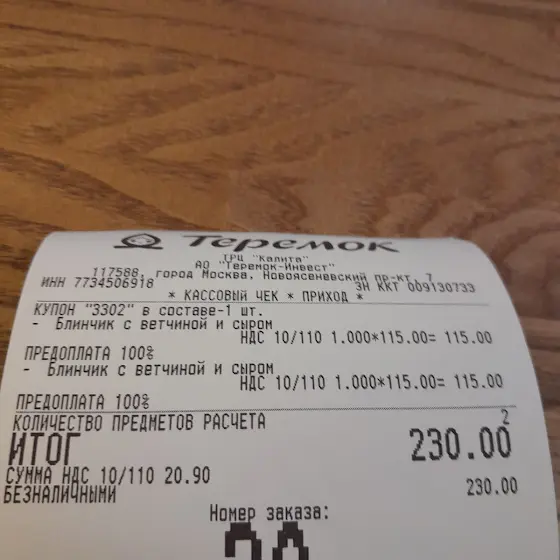 Теремок
ТРЦ "Калита"
АО "Теремок-Инвест"
117588, город Москва, Новоясеневский пр-кт, 7
ИНН 7734506918 ЗН ККТ 009130733
* КАССОВЫЙ ЧЕК * ПРИХОД *
КУПОН "3302" в составе-1 шт.
- Блинчик с ветчиной и сыром
НДС 10/110 1.000*115.00= 115.00
ПРЕДОПЛАТА 100%
- Блинчик с ветчиной и сыром
НДС 10/110 1.000*115.00= 115.00
ПРЕДОПЛАТА 100%
КОЛИЧЕСТВО ПРЕДМЕТОВ РАСЧЕТА 2
ИТОГ 230.00
СУММА НДС 10/110 20.90
БЕЗНАЛИЧНЫМИ 230.00
Номер заказа: